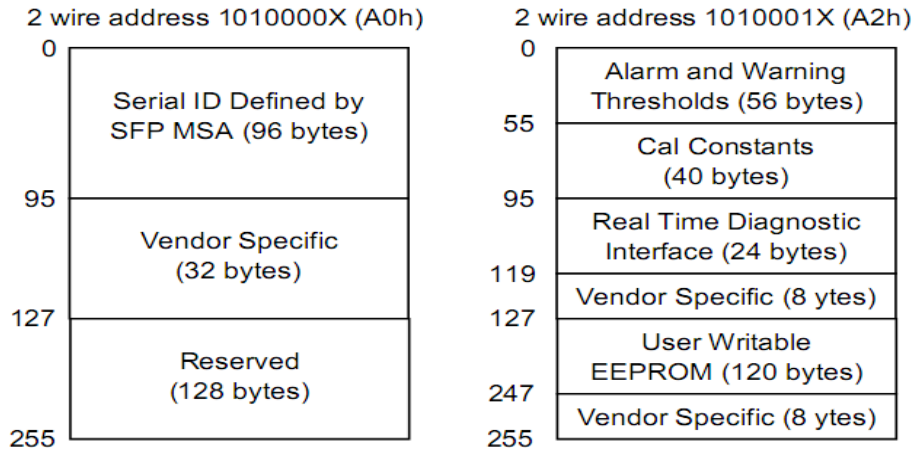 2 wire address 1010000X (A0h)
0
Serial ID Defined by
SFP MSA (96 bytes)
95
Vendor Specific
(32 bytes)
127
Reserved
(128 bytes)
255
2 wire address 1010001X (A2h)
0
Alarm and Warning
Thresholds (56 bytes)
55
Cal Constants
(40 bytes)
95
Real Time Diagnostic
Interface (24 bytes)
119
Vendor Specific (8 ytes)
127
User Writable
EEPROM (120 bytes)
247
Vendor Specific (8 ytes)
255